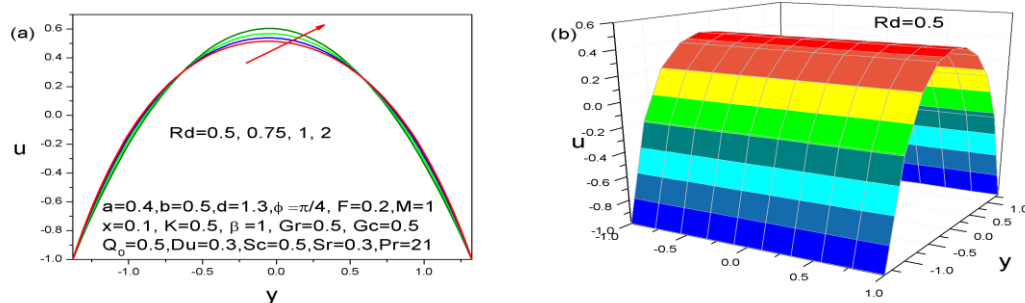 (a)
0.6
0.4
0.2
0.0
-0.2
-0.4
-0.6
-0.8
-1.0
u
Rd=0.5, 0.75, 1, 2
a=0.4,b=0.5,d=1.3,ϕ =π/4, F=0.2,M=1
x=0.1, K=0.5, β =1, Gr=0.5, Gc=0.5
Q₀=0.5,Du=0.3,Sc=0.5,Sr=0.3,Pr=21
-1.0 -0.5 0.0 0.5 1.0
y
(b)
Rd=0.5
0.6
0.4
0.2
0.0
-0.2
-0.4
-0.6
-0.8
-1.0
u
-1.0 -0.5 0.0 0.5 1.0
-1.0
-0.5
0.0
0.5
1.0
y